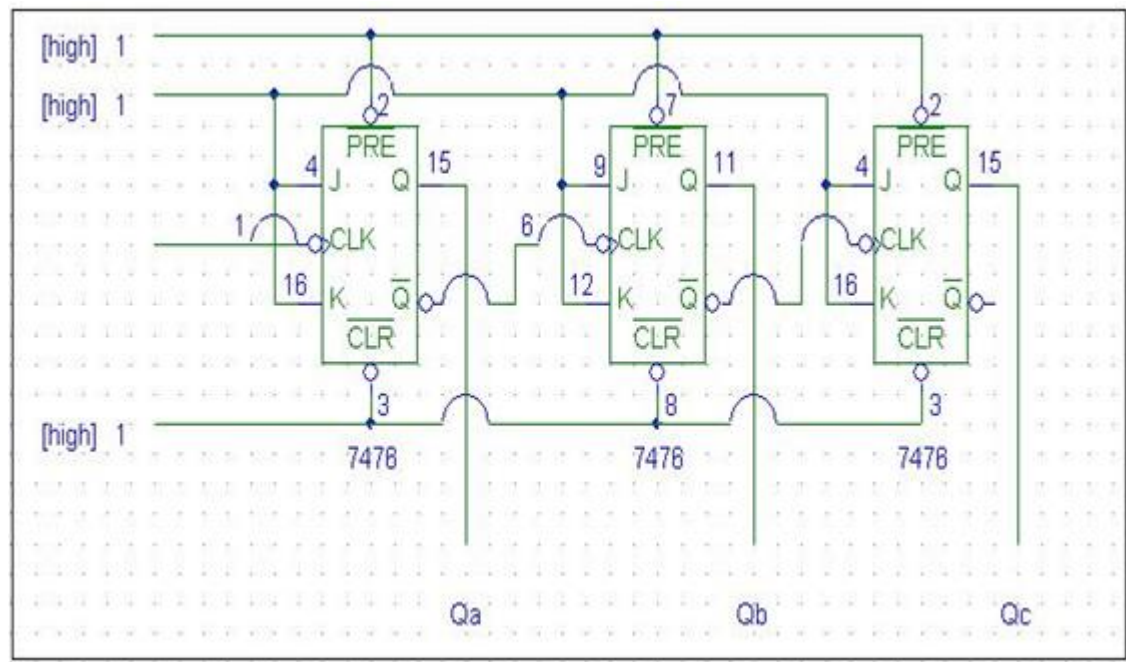 [high] 1
[high] 1
2 7 2
PRE PRE PRE
4 J Q 15 9 J Q 11 4 J Q 15
1 CLK 6 CLK CLK
16 K Q 12 K Q 16 K Q
CLR CLR CLR
3 8 3
[high] 1
7476 7476 7476
Qa Qb Qc